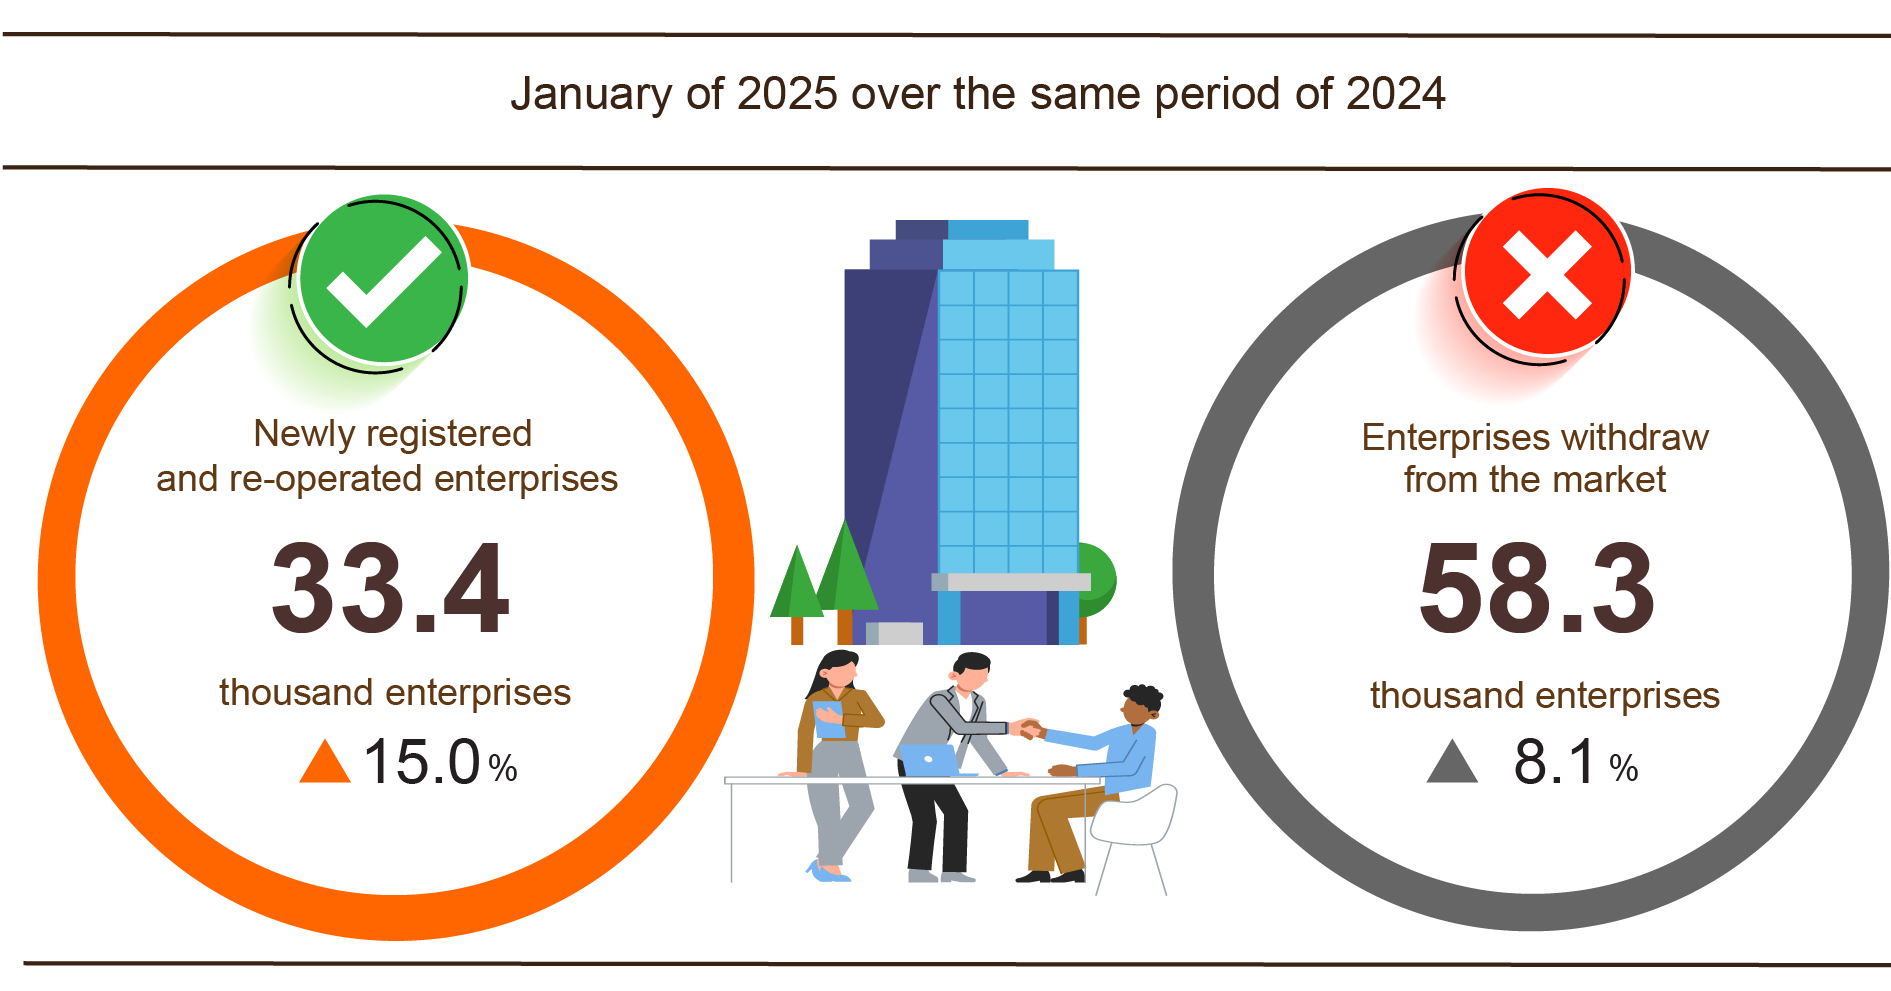 January of 2025 over the same period of 2024
Newly registered
and re-operated enterprises
33.4
thousand enterprises
▲ 15.0 %
Enterprises withdraw
from the market
58.3
thousand enterprises
▲ 8.1 %